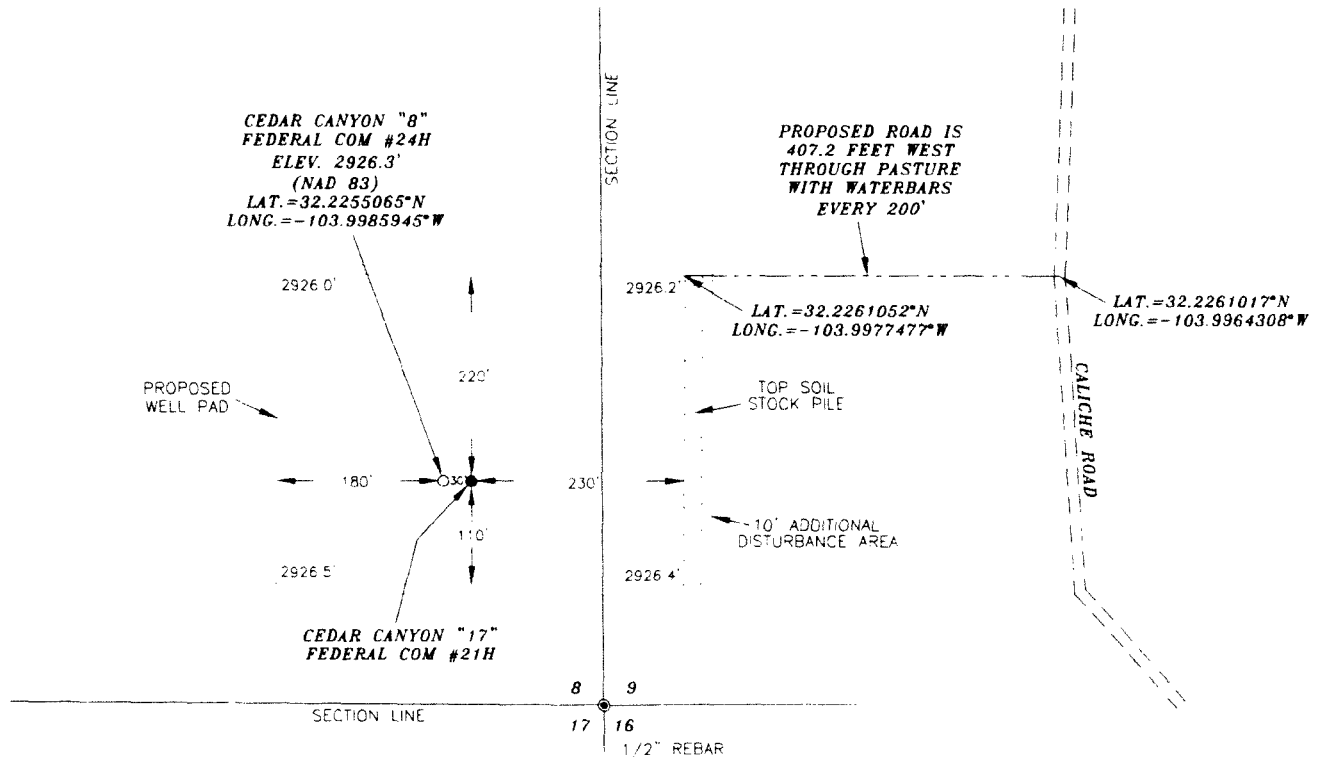 SECTION LINE
CEDAR CANYON "8"
FEDERAL COM #24H
ELEV. 2926.3'
(NAD 83)
LAT.=32.2255065°N
LONG.=-103.9985945°W
PROPOSED ROAD IS
407.2 FEET WEST
THROUGH PASTURE
WITH WATERBARS
EVERY 200'
2926.0'
2926.2'
LAT.=32.2261052°N
LONG.=-103.9977477°W
LAT.=32.2261017°N
LONG.=-103.9964308°W
220'
PROPOSED
WELL PAD
TOP SOIL
STOCK PILE
CALICHE ROAD
180'
30'
230'
110'
10' ADDITIONAL
DISTURBANCE AREA
2926.5'
2926.4'
CEDAR CANYON "17"
FEDERAL COM #21H
8 9
SECTION LINE
17 16
1/2" REBAR